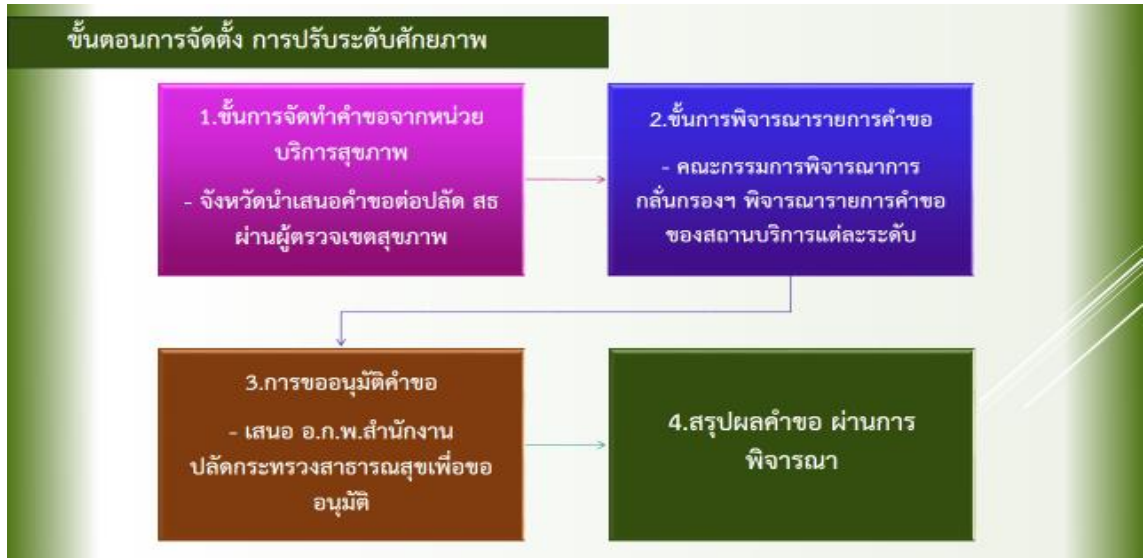 ขั้นตอนการจัดตั้ง การปรับระดับศักยภาพ
1.ขั้นการจัดทำคำขอจากหน่วย
บริการสุขภาพ
- จังหวัดนำเสนอคำขอต่อปลัด สธ
ผ่านผู้ตรวจเขตสุขภาพ
2.ขั้นการพิจารณารายการคำขอ
- คณะกรรมการพิจารณาการ
กลั่นกรองฯ พิจารณารายการคำขอ
ของสถานบริการแต่ละระดับ
3.การขออนุมัติคำขอ
- เสนอ อ.ก.พ.สำนักงาน
ปลัดกระทรวงสาธารณสุขเพื่อขอ
อนุมัติ
4.สรุปผลคำขอ ผ่านการ
พิจารณา